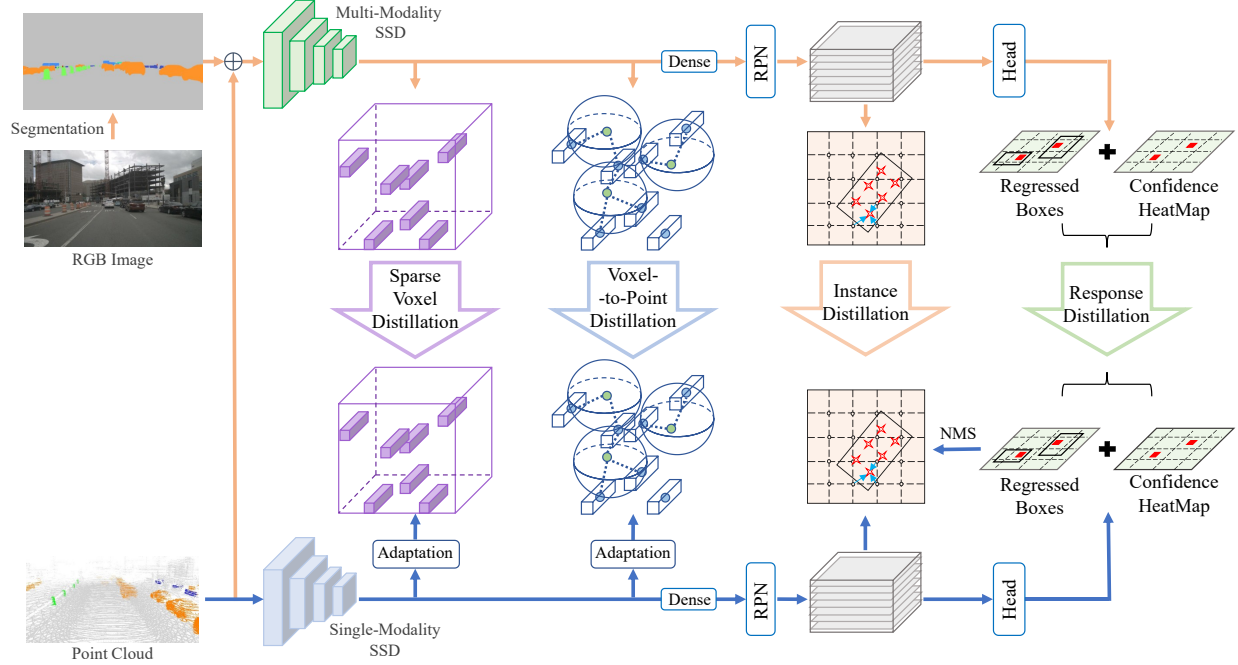 Multi-Modality
SSD
Dense
RPN
Head
Segmentation
RGB Image
Regressed
Boxes
Confidence
HeatMap
Sparse
Voxel
Distillation
Voxel-
-to-Point
Distillation
Instance
Distillation
Response
Distillation
NMS
Regressed
Boxes
Confidence
HeatMap
Adaptation
Adaptation
Dense
RPN
Head
Single-Modality
SSD
Point Cloud